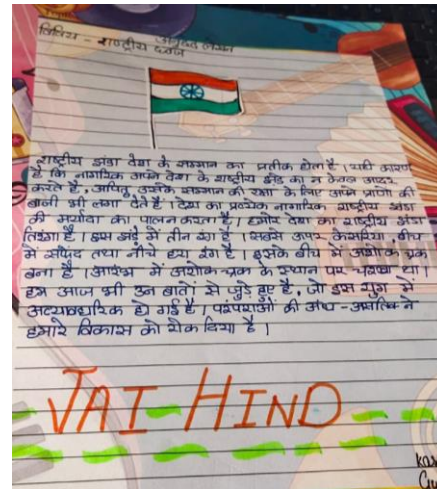 अनुच्छेद लेखन
विषय - राष्ट्रीय ध्वज
राष्ट्रीय झंडा देश के सम्मान का प्रतीक होता है। यही कारण
है कि नागरिक अपने देश के राष्ट्रीय झंडे का न केवल आदर
करते है, अपितु उसके सम्मान की रक्षा के लिए अपने प्राणों की
बाजी भी लगा देते हैं। देश का प्रत्येक नागरिक राष्ट्रीय झंडा
की मर्यादा का पालन करता है। हमारे देश का राष्ट्रीय झंडा
तिरंगा है। इस झंडे में तीन रंग है। सबसे ऊपर केसरिया बीच
में सफेद तथा नीचे हरा रंग है। इसके बीच में अशोक चक्र
बना है। आरंभ में अशोक-चक्र के स्थान पर चरखा था।
हम आज भी उन बातों से जुड़े हुए है, जो इस युग में
अव्यावहारिक हो गई है। परंपराओं की अंध-
हमारे विकास को रोक दिया है।
JAI HIND